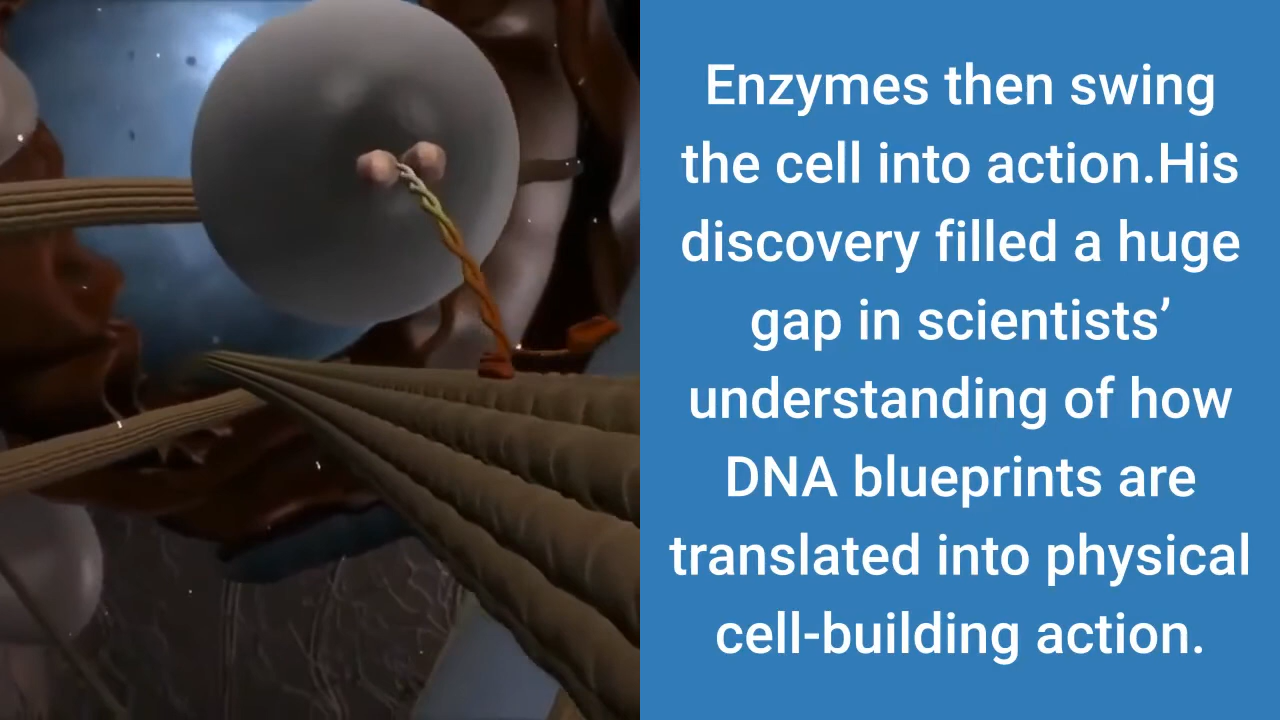 Enzymes then swing
the cell into action.His
discovery filled a huge
gap in scientists’
understanding of how
DNA blueprints are
translated into physical
cell-building action.